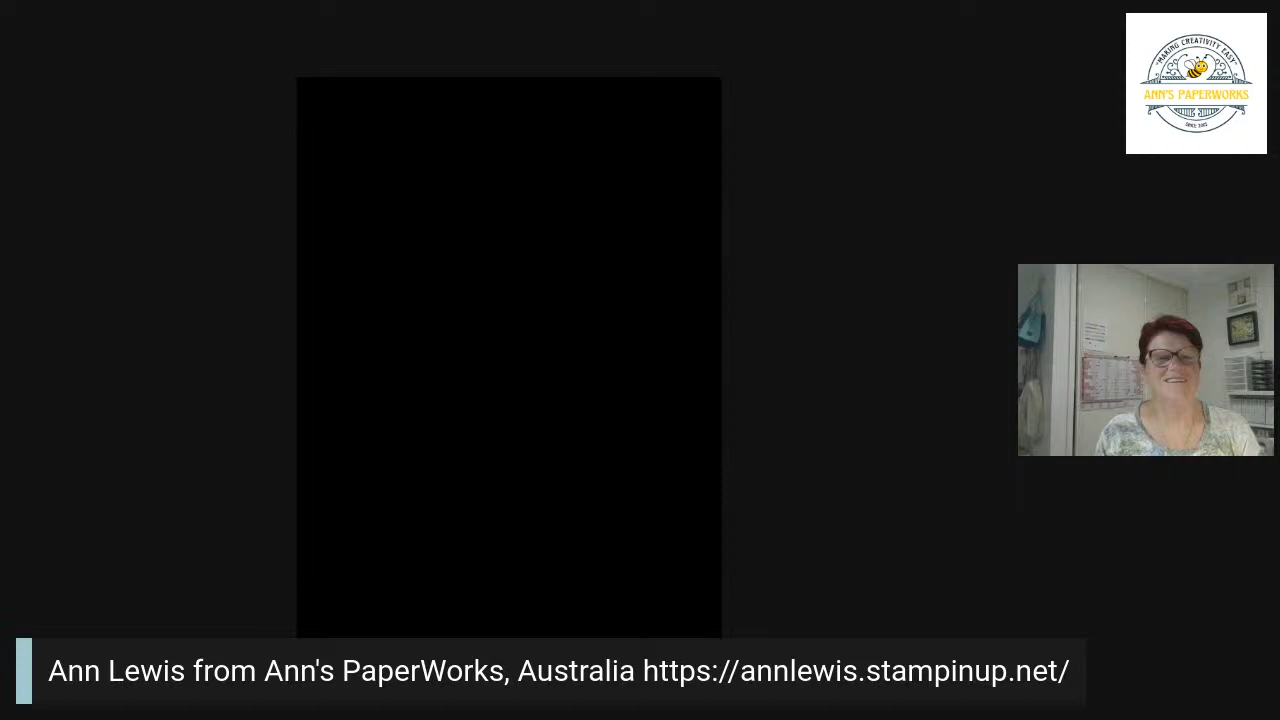 "MAKING CREATIVITY EASY"
ANN'S PAPERWORKS
Ann Lewis from Ann's PaperWorks, Australia https://annlewis.stampinup.net/